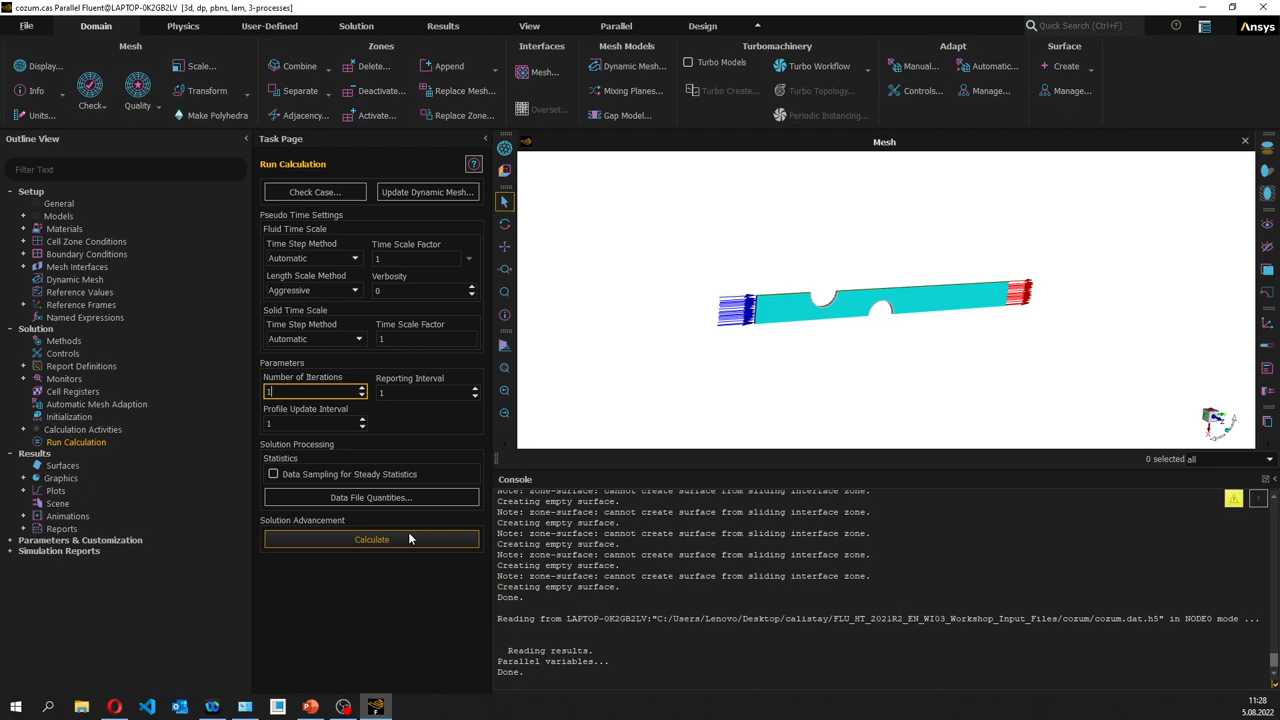 cozum.cas Parallel Fluent@LAPTOP-0K2GB2LV [3d, dp, pbns, lam, 3-processes]
File Domain Physics User-Defined Solution Results View Parallel Design Quick Search (Ctrl+F) Ansys
Mesh Zones Interfaces Mesh Models Turbomachinery Adapt Surface
Display... Scale... Combine Delete... Append Mesh... Dynamic Mesh... Turbo Models Turbo Workflow Manual... Automatic... Create
Info Check Quality Transform Separate Deactivate... Replace Mesh... Mixing Planes... Turbo Create... Turbo Topology... Controls... Manage... Manage...
Units... Make Polyhedra Adjacency... Activate... Replace Zone... Overset... Gap Model... Periodic Instancing...
Outline View
Filter Text
Setup
General
Models
Materials
Cell Zone Conditions
Boundary Conditions
Mesh Interfaces
Dynamic Mesh
Reference Values
Reference Frames
Named Expressions
Solution
Methods
Controls
Report Definitions
Monitors
Cell Registers
Automatic Mesh Adaption
Initialization
Calculation Activities
Run Calculation
Results
Surfaces
Graphics
Plots
Scene
Animations
Reports
Parameters & Customization
Simulation Reports
Task Page
Run Calculation
Check Case... Update Dynamic Mesh...
Pseudo Time Settings
Fluid Time Scale
Time Step Method Time Scale Factor
Automatic 1
Length Scale Method Verbosity
Aggressive 0
Solid Time Scale
Time Step Method Time Scale Factor
Automatic 1
Parameters
Number of Iterations Reporting Interval
1 1
Profile Update Interval
1
Solution Processing
Statistics
Data Sampling for Steady Statistics
Data File Quantities...
Solution Advancement
Calculate
Mesh
0 selected all
Console
Note: zone-surface: cannot create surface from sliding interface zone.
Creating empty surface.
Note: zone-surface: cannot create surface from sliding interface zone.
Creating empty surface.
Note: zone-surface: cannot create surface from sliding interface zone.
Creating empty surface.
Note: zone-surface: cannot create surface from sliding interface zone.
Creating empty surface.
Note: zone-surface: cannot create surface from sliding interface zone.
Creating empty surface.
Done.
Reading from LAPTOP-0K2GB2LV:"C:/Users/Lenovo/Desktop/calistay/FLU_HT_2021R2_EN_WI03_Workshop_Input_Files/cozum/cozum.dat.h5" in NODE0 mode ...
Reading results.
Parallel variables...
Done.
11:28
5.08.2022